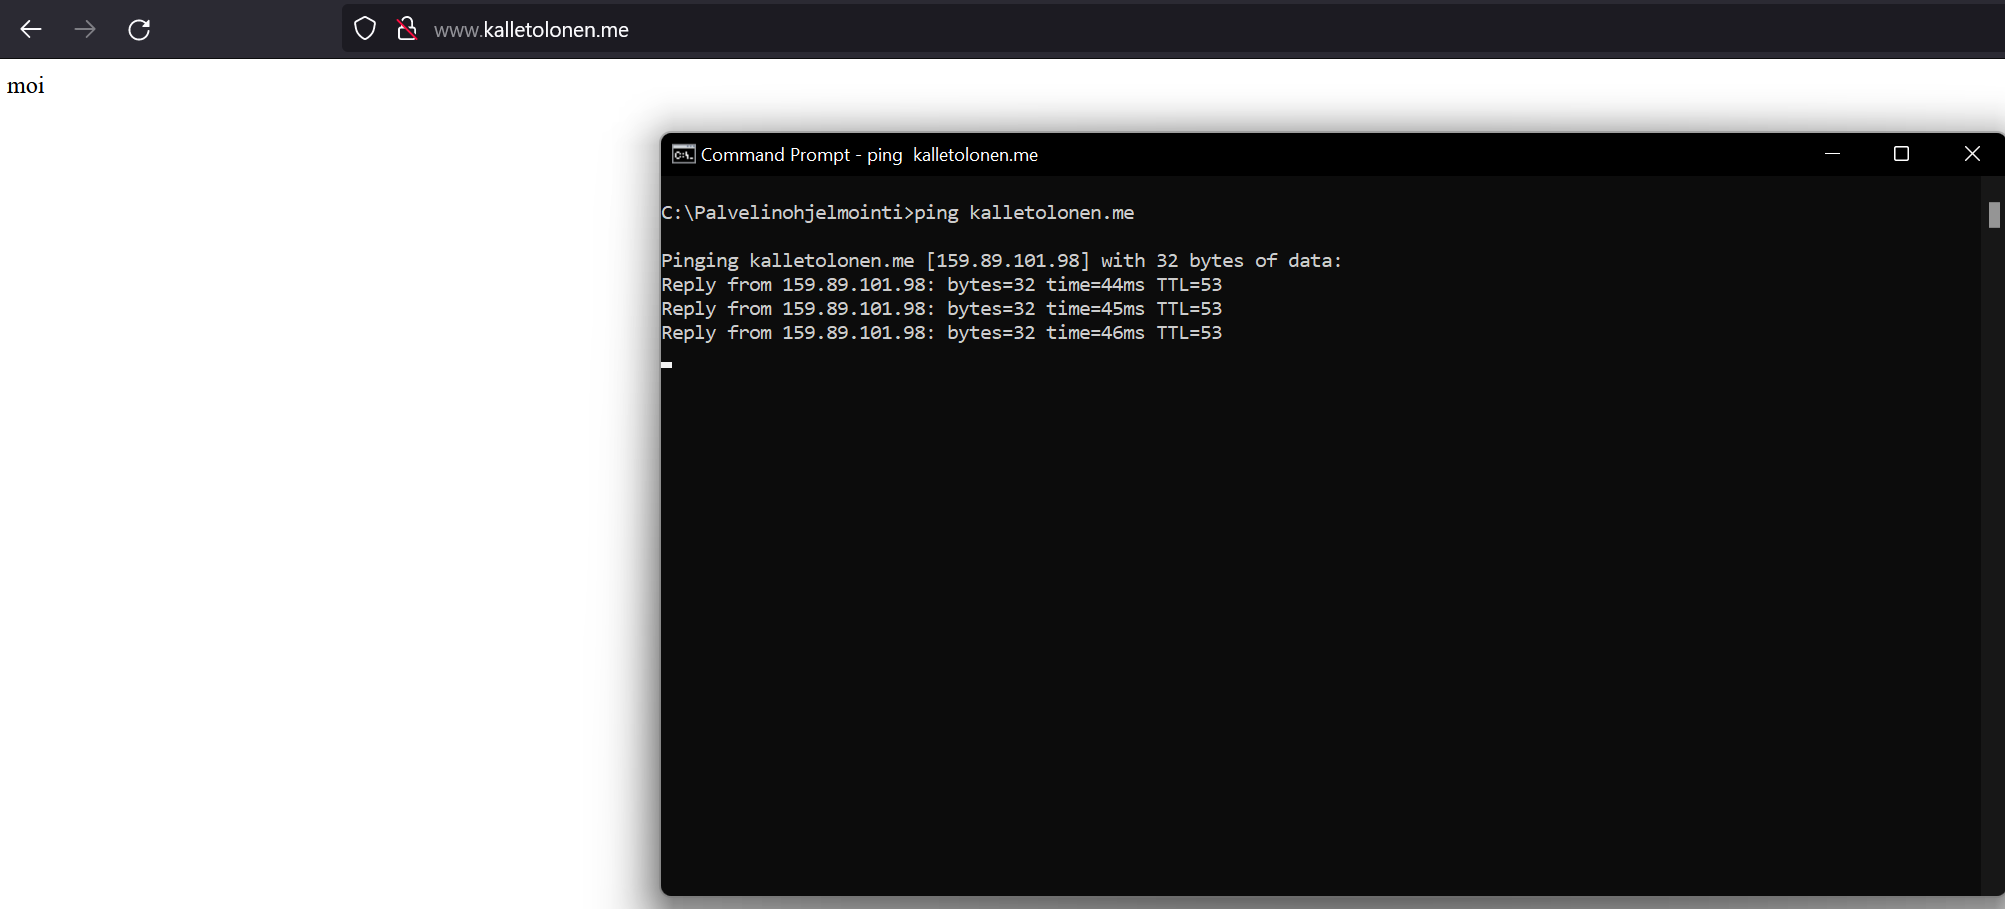 www.kalletolonen.me
moi
Command Prompt - ping  kalletolonen.me
C:\Palvelinohjelmointi>ping kalletolonen.me
Pinging kalletolonen.me [159.89.101.98] with 32 bytes of data:
Reply from 159.89.101.98: bytes=32 time=44ms TTL=53
Reply from 159.89.101.98: bytes=32 time=45ms TTL=53
Reply from 159.89.101.98: bytes=32 time=46ms TTL=53